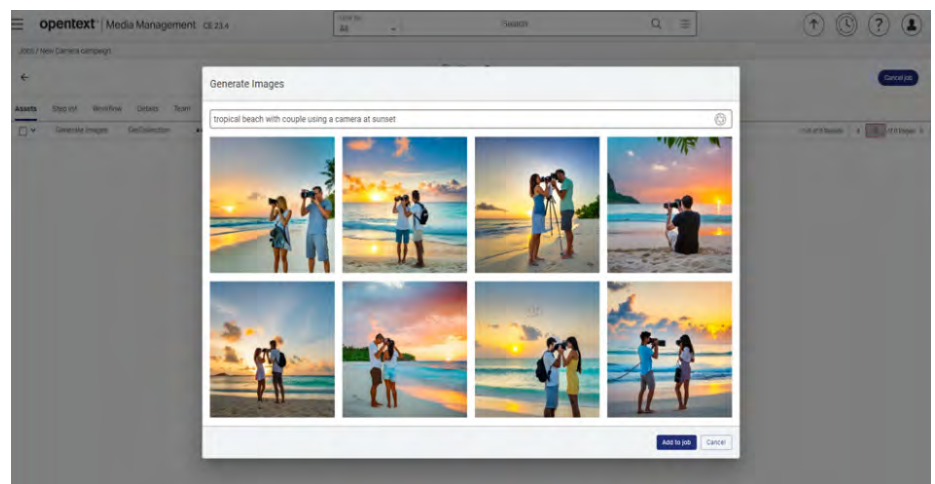 opentext | Media Management CE 23.4
All
Search
Jobs / New Camera campaign
Cancel job
Generate Images
Assets
Workflow Details Team
tropical beach with couple using a camera at sunset
Generate Images
Add to job Cancel